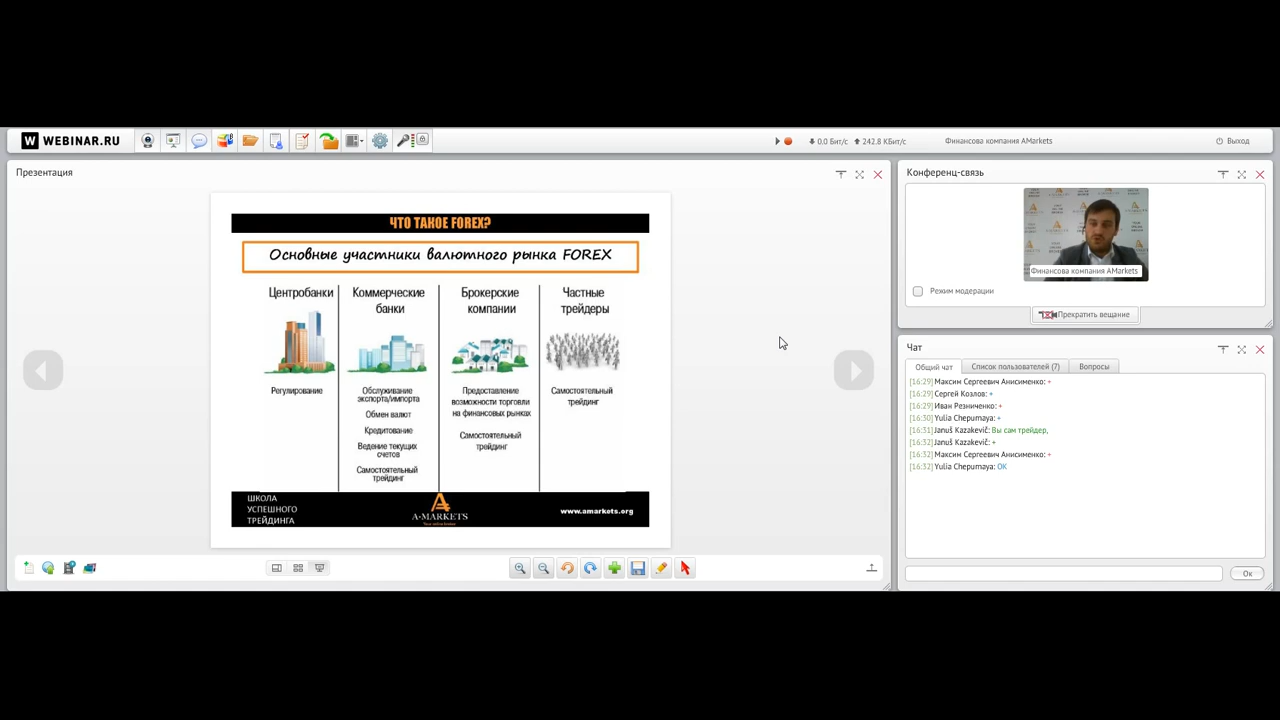 WEBINAR.RU
0.0 Бит/с
242.8 КБит/с
Финансова компания AMarkets
Выход
Презентация
ЧТО ТАКОЕ FOREX?
Основные участники валютного рынка FOREX
Центробанки
Регулирование
Коммерческие
банки
Обслуживание
экспорта/импорта
Обмен валют
Кредитование
Ведение текущих
счетов
Самостоятельный
трейдинг
Брокерские
компании
Предоставление
возможности торговли
на финансовых рынках
Самостоятельный
трейдинг
Частные
трейдеры
Самостоятельный
трейдинг
ШКОЛА
УСПЕШНОГО
ТРЕЙДИНГА
A-MARKETS
www.amarkets.org
Конференц-связь
Финансова компания AMarkets
Режим модерации
Прекратить вещание
Чат
Общий чат
Список пользователей (7)
Вопросы
[16:29] Максим Сергеевич Анисименко: +
[16:29] Сергей Козлов: +
[16:29] Иван Резниченко: +
[16:30] Yulia Chepurnaya: +
[16:31] Januš Kazakevič: Вы сам трейдер,
[16:32] Januš Kazakevič: +
[16:32] Максим Сергеевич Анисименко: +
[16:32] Yulia Chepurnaya: OK
Ок